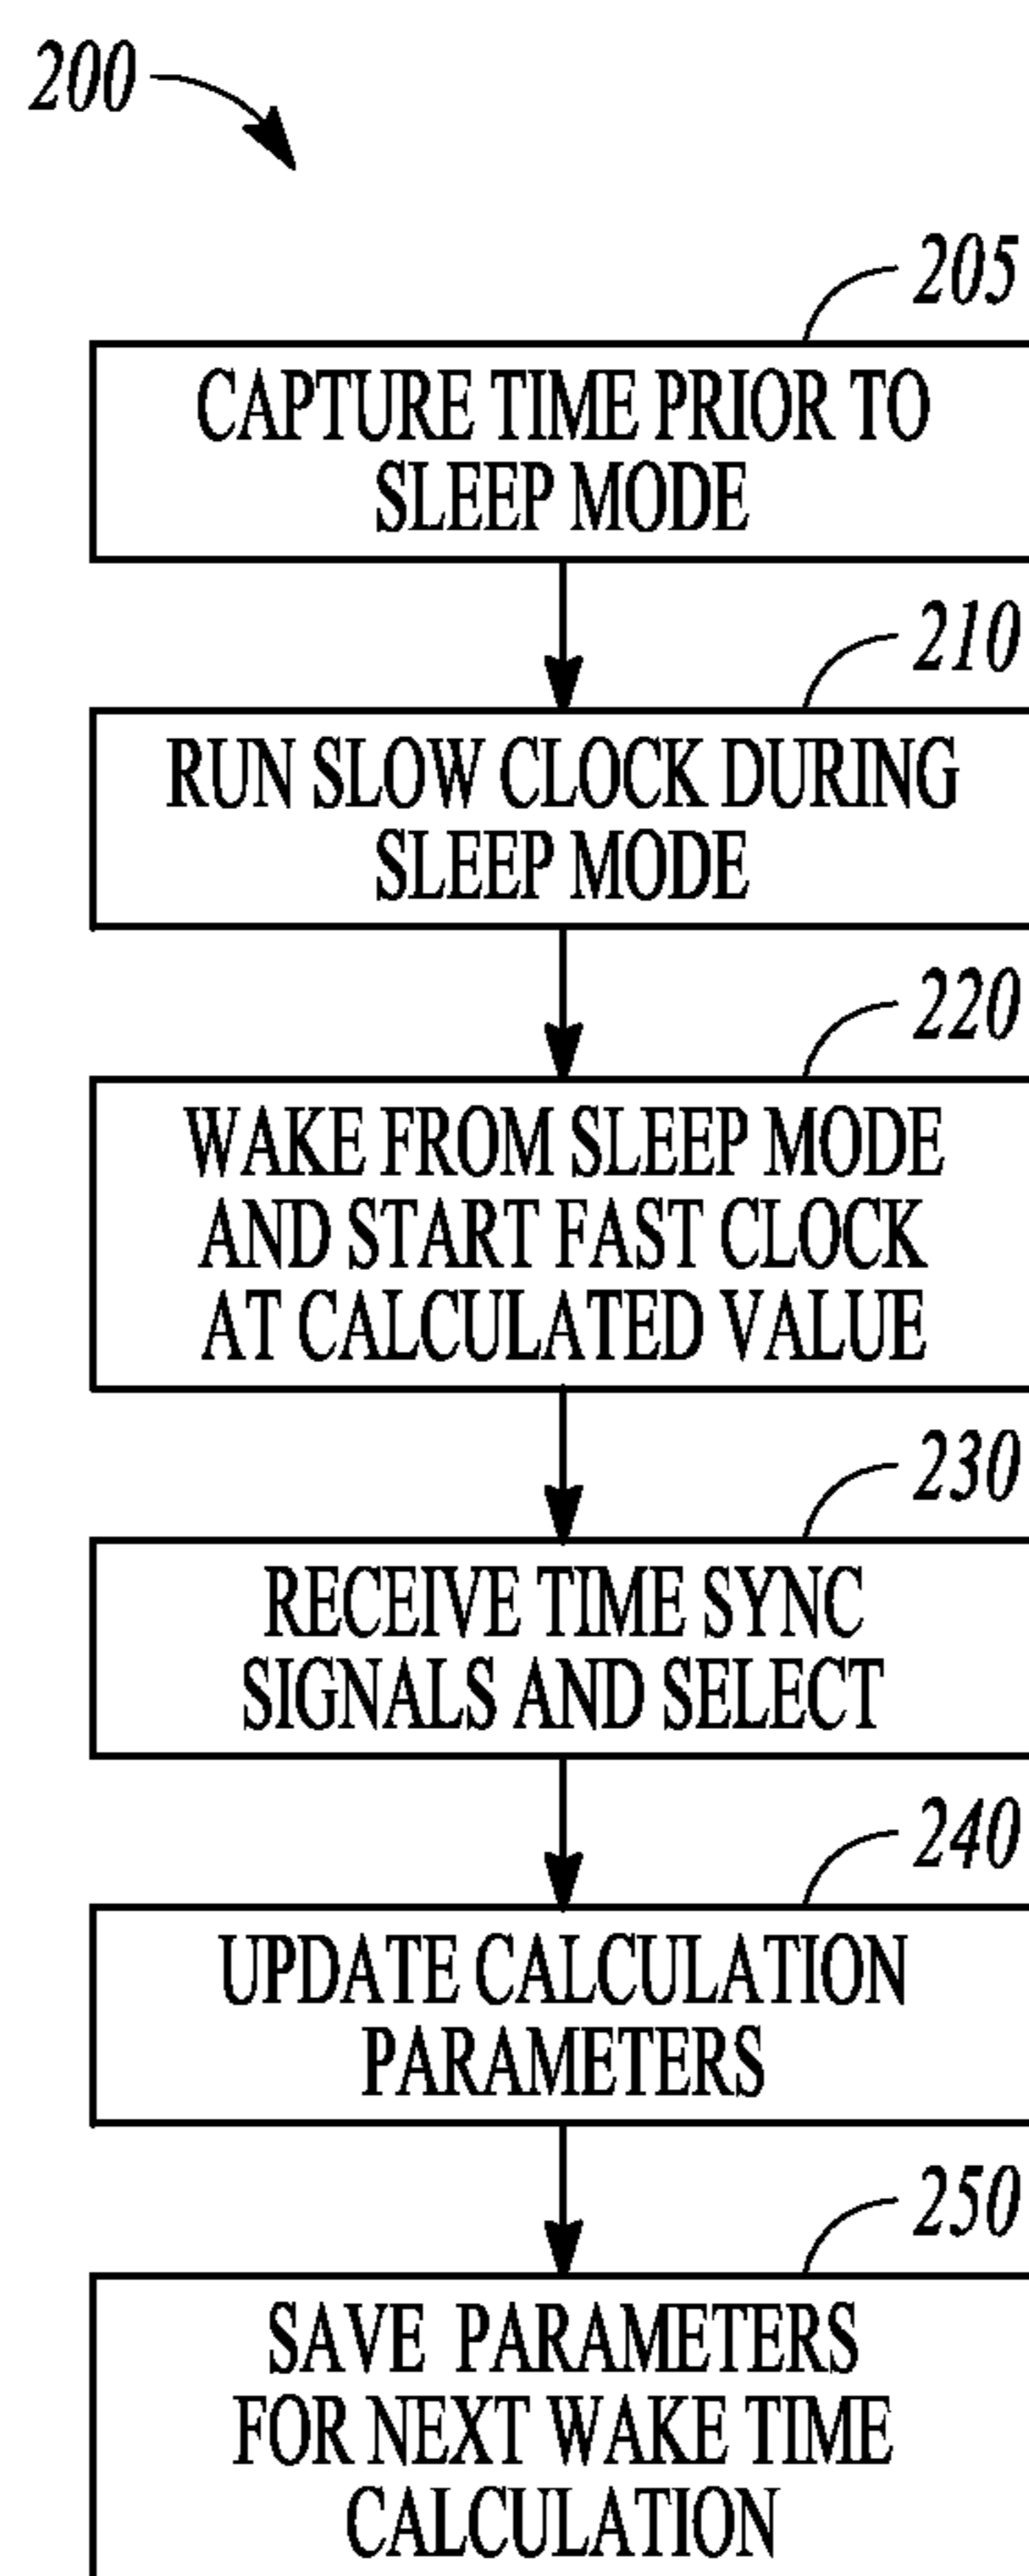 200
205
CAPTURE TIME PRIOR TO
SLEEP MODE
210
RUN SLOW CLOCK DURING
SLEEP MODE
220
WAKE FROM SLEEP MODE
AND START FAST CLOCK
AT CALCULATED VALUE
230
RECEIVE TIME SYNC
SIGNALS AND SELECT
240
UPDATE CALCULATION
PARAMETERS
250
SAVE PARAMETERS
FOR NEXT WAKE TIME
CALCULATION